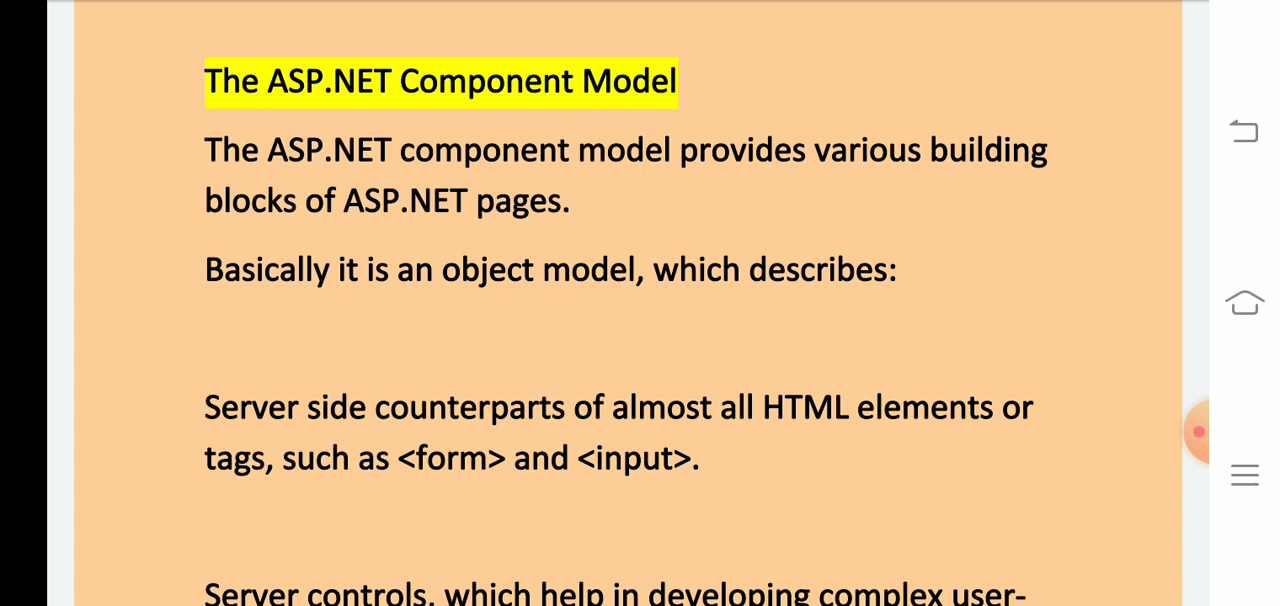 The ASP.NET Component Model
The ASP.NET component model provides various building
blocks of ASP.NET pages.
Basically it is an object model, which describes:
Server side counterparts of almost all HTML elements or
tags, such as <form> and <input>.
Server controls, which help in developing complex user-